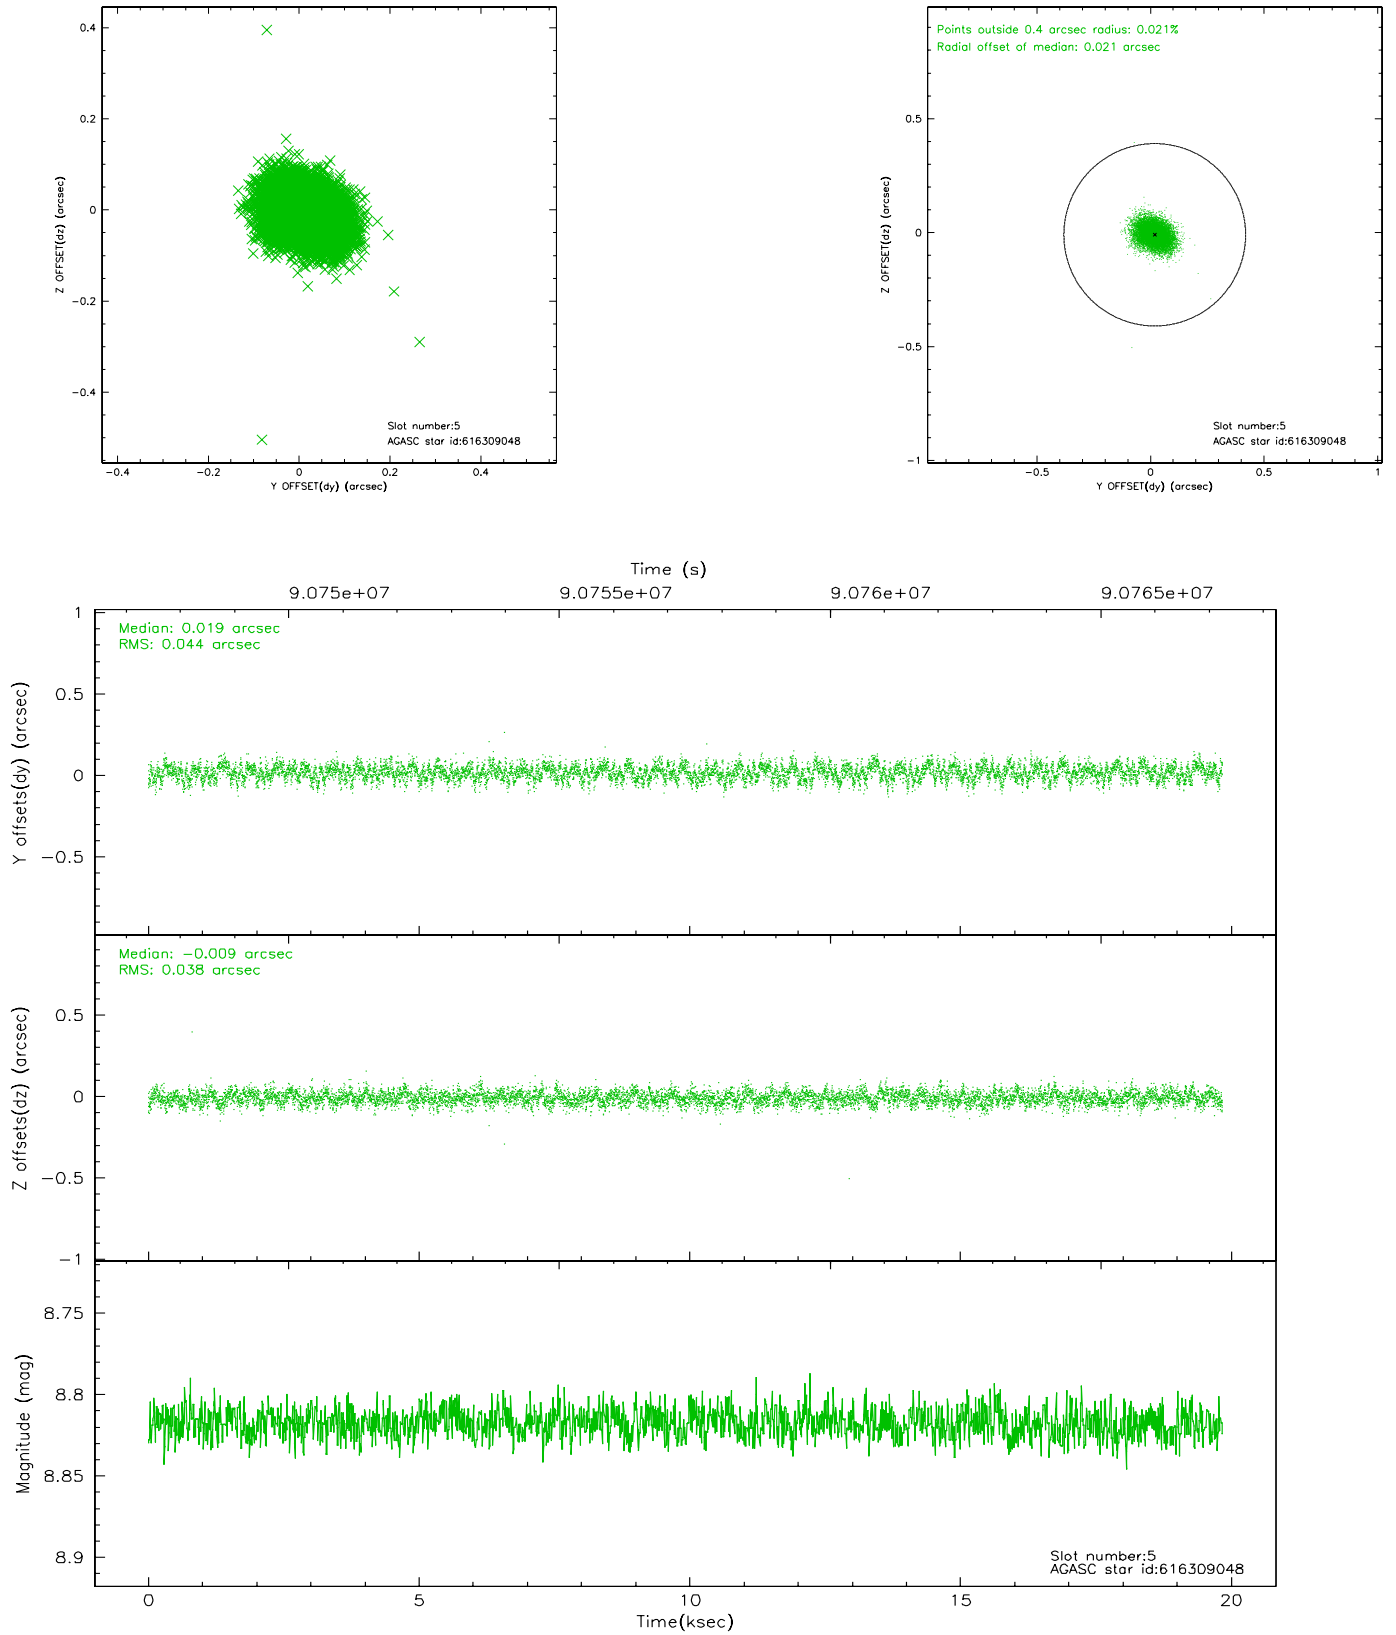 0.4
0.2
0
−0.2
−0.4
Z OFFSET(dz) (arcsec)
Slot number:5
AGASC star id:616309048
−0.4 −0.2 0 0.2 0.4
Y OFFSET(dy) (arcsec)
Points outside 0.4 arcsec radius: 0.021%
Radial offset of median: 0.021 arcsec
0.5
0
−0.5
−1
Z OFFSET(dz) (arcsec)
Slot number:5
AGASC star id:616309048
−0.5 0 0.5 1
Y OFFSET(dy) (arcsec)
Time (s)
9.075e+07 9.0755e+07 9.076e+07 9.0765e+07
Median: 0.019 arcsec
RMS: 0.044 arcsec
1
0.5
0
−0.5
Y offsets(dy) (arcsec)
Median: −0.009 arcsec
RMS: 0.038 arcsec
0.5
0
−0.5
−1
Z offsets(dz) (arcsec)
8.75
8.8
8.85
8.9
Magnitude (mag)
Slot number:5
AGASC star id:616309048
0 5 10 15 20
Time(ksec)